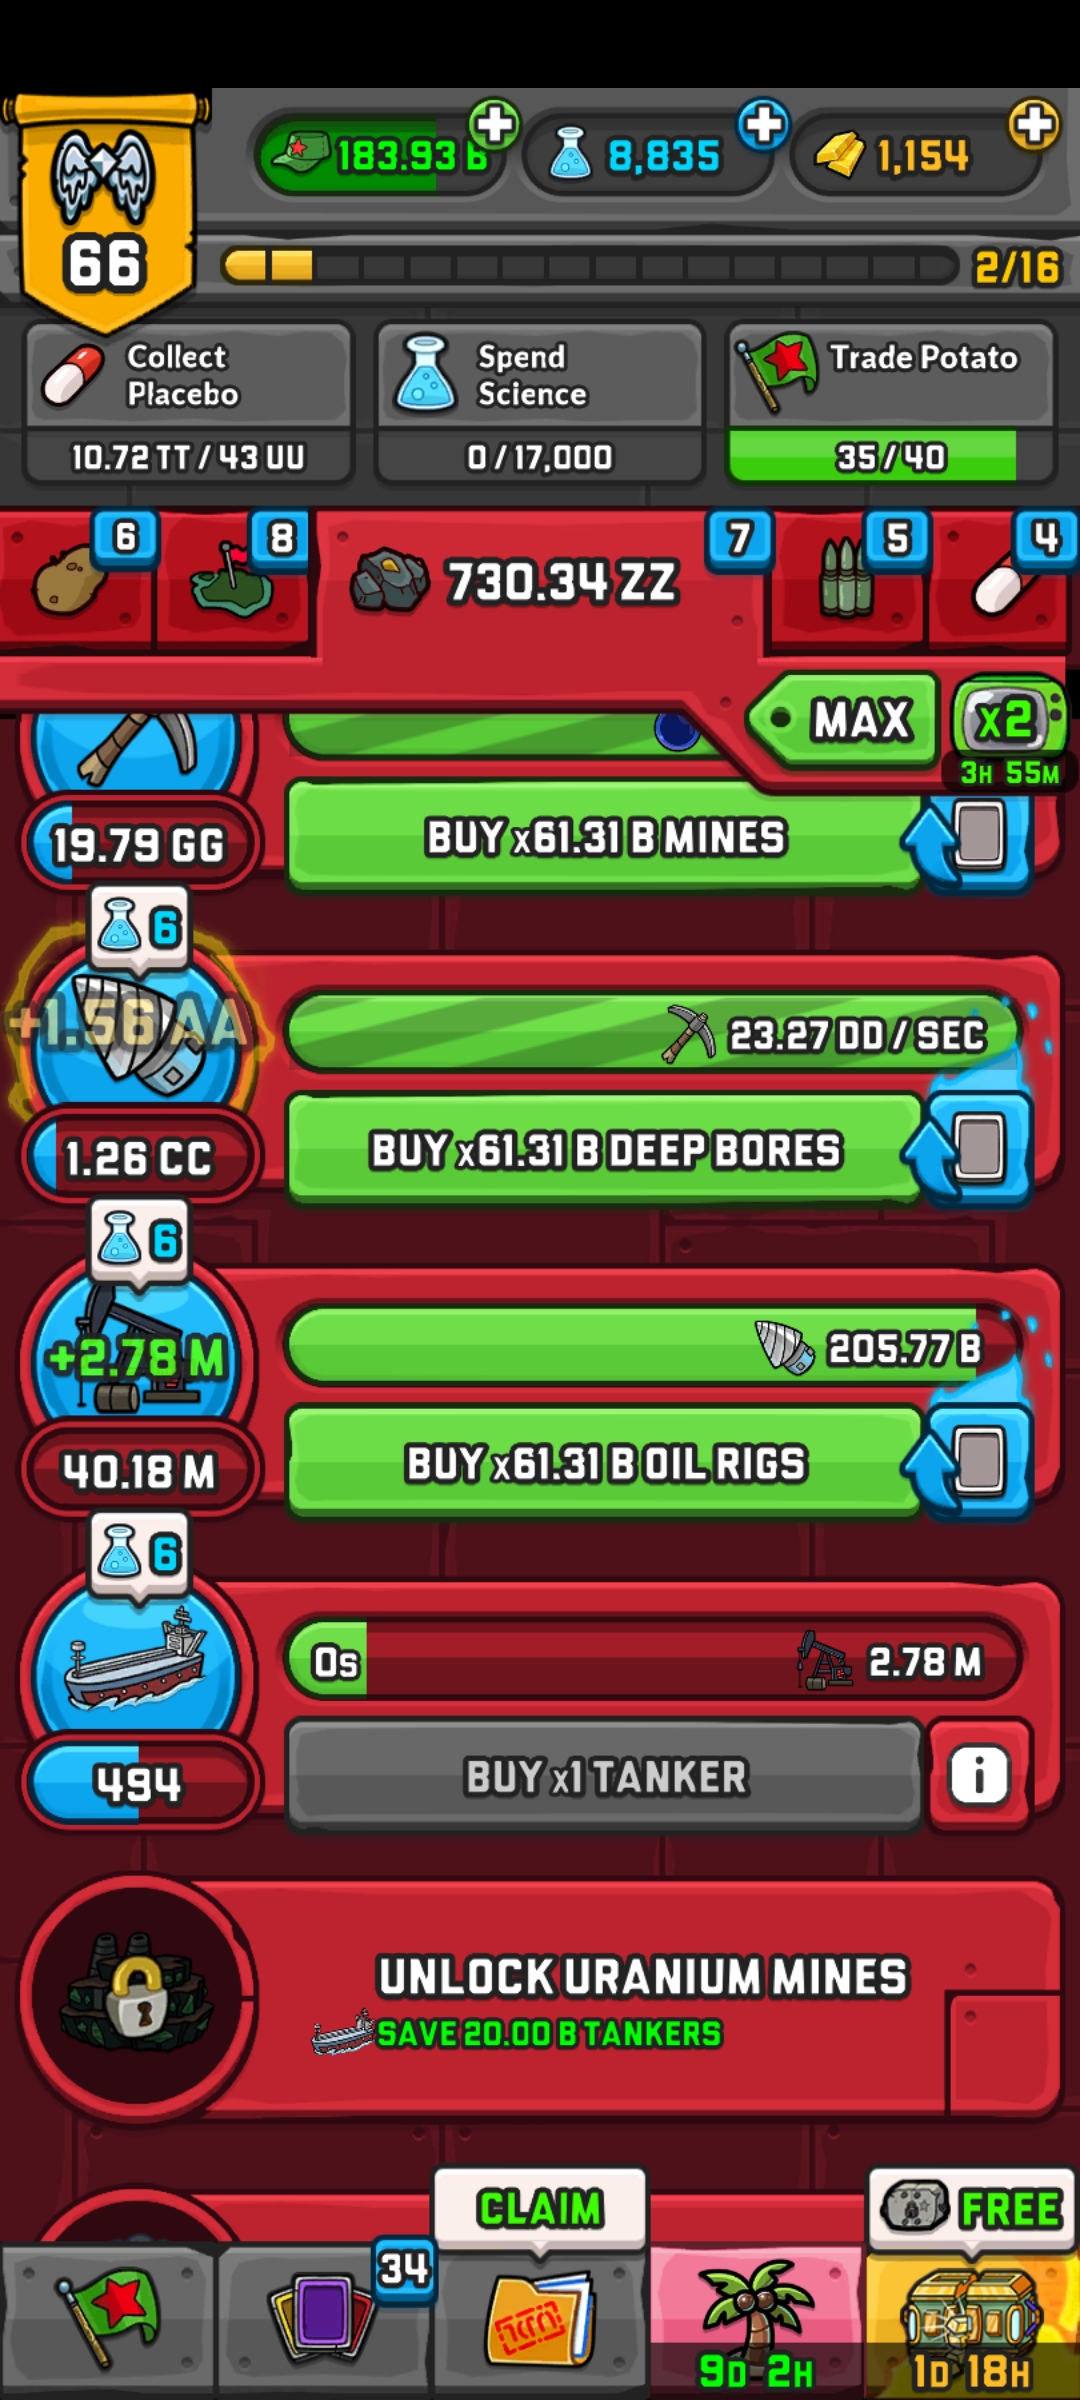 183.93 B
8,835
1,154
66
2/16
Collect
Placebo
Spend
Science
Trade Potato
10.72 TT / 43 UU
0 / 17,000
35 / 40
6
8
730.34 ZZ
7
5
4
MAX
x2
3H 55M
19.79 GG
BUY x61.31 B MINES
6
+1.56 AA
23.27 DD / SEC
1.26 CC
BUY x61.31 B DEEP BORES
6
+2.78 M
205.77 B
40.18 M
BUY x61.31 B OIL RIGS
6
0s
2.78 M
494
BUY x1 TANKER
i
UNLOCK URANIUM MINES
SAVE 20.00 B TANKERS
CLAIM
FREE
34
9D 2H
1D 18H